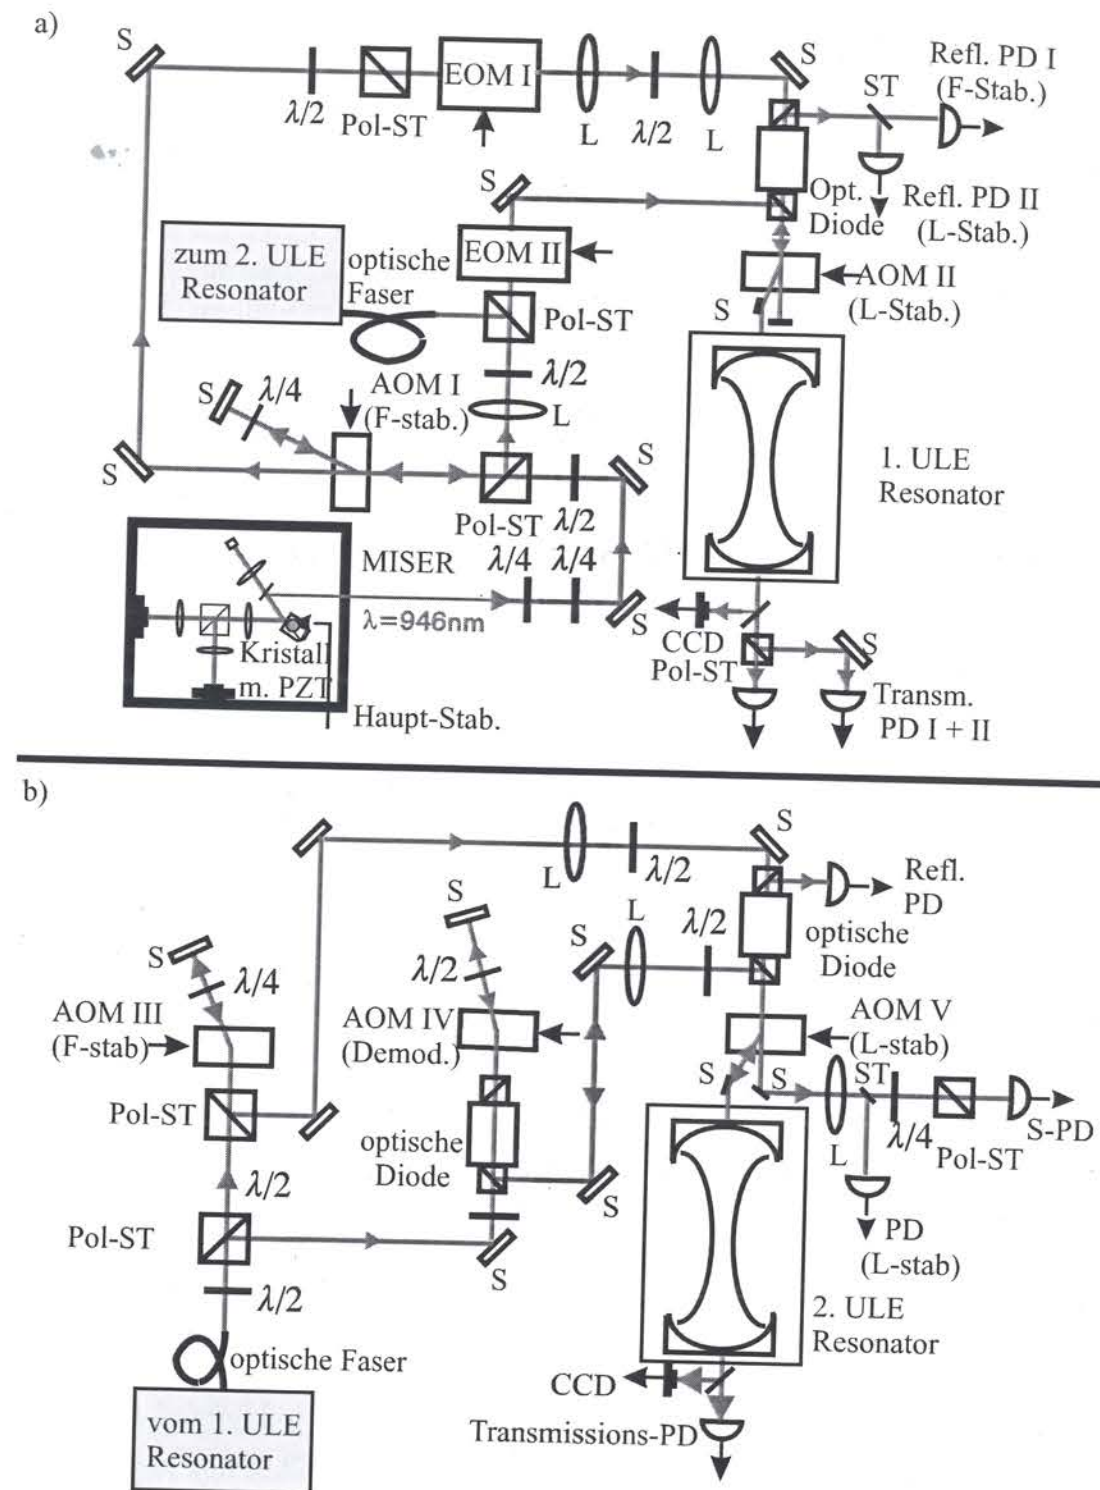 a)
S
λ/2
Pol-ST
EOM I
L
λ/2
L
S
ST
Refl. PD I
(F-Stab.)
Opt.
Diode
Refl. PD II
(L-Stab.)
S
EOM II
zum 2. ULE
Resonator
optische
Faser
Pol-ST
AOM II
(L-Stab.)
S
λ/2
L
AOM I
(F-stab.)
S
λ/4
S
Pol-ST
λ/2
S
1. ULE
Resonator
MISER
λ=946nm
λ/4
λ/4
S
Kristall
m. PZT
Haupt-Stab.
CCD
Pol-ST
S
Transm.
PD I + II
b)
L
λ/2
S
Refl.
PD
optische
Diode
S
λ/4
AOM III
(F-stab)
Pol-ST
S
λ/2
AOM IV
(Demod.)
optische
Diode
S
L
λ/2
S
AOM V
(L-stab)
S
S
L
ST
λ/4
Pol-ST
S-PD
PD
(L-stab)
λ/2
Pol-ST
S
λ/2
optische Faser
vom 1. ULE
Resonator
2. ULE
Resonator
CCD
Transmissions-PD